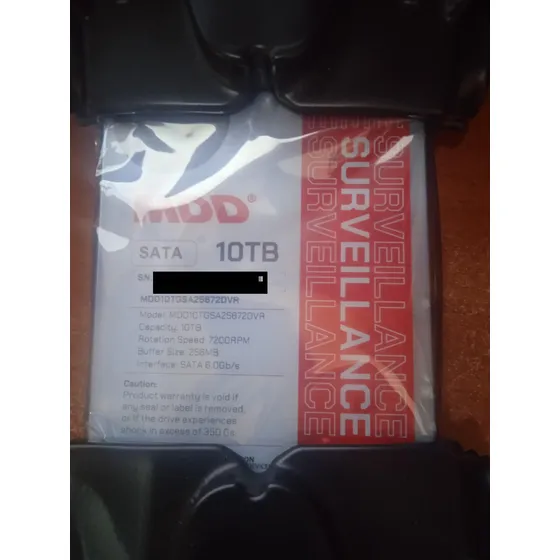 MDD®
SATA 10TB
S/N:
MDD10TGSA25672DVR
Model: MDD10TGSA25672DVR
Capacity: 10TB
Rotation Speed: 7200RPM
Buffer Size: 256MB
Interface: SATA 6.0Gb/s
Caution:
Product warranty is void if
any seal or label is removed,
or if the drive experiences
shock in excess of 350 Gs
SURVEILLANCE
SURVEILLANCE
SURVEILLANCE